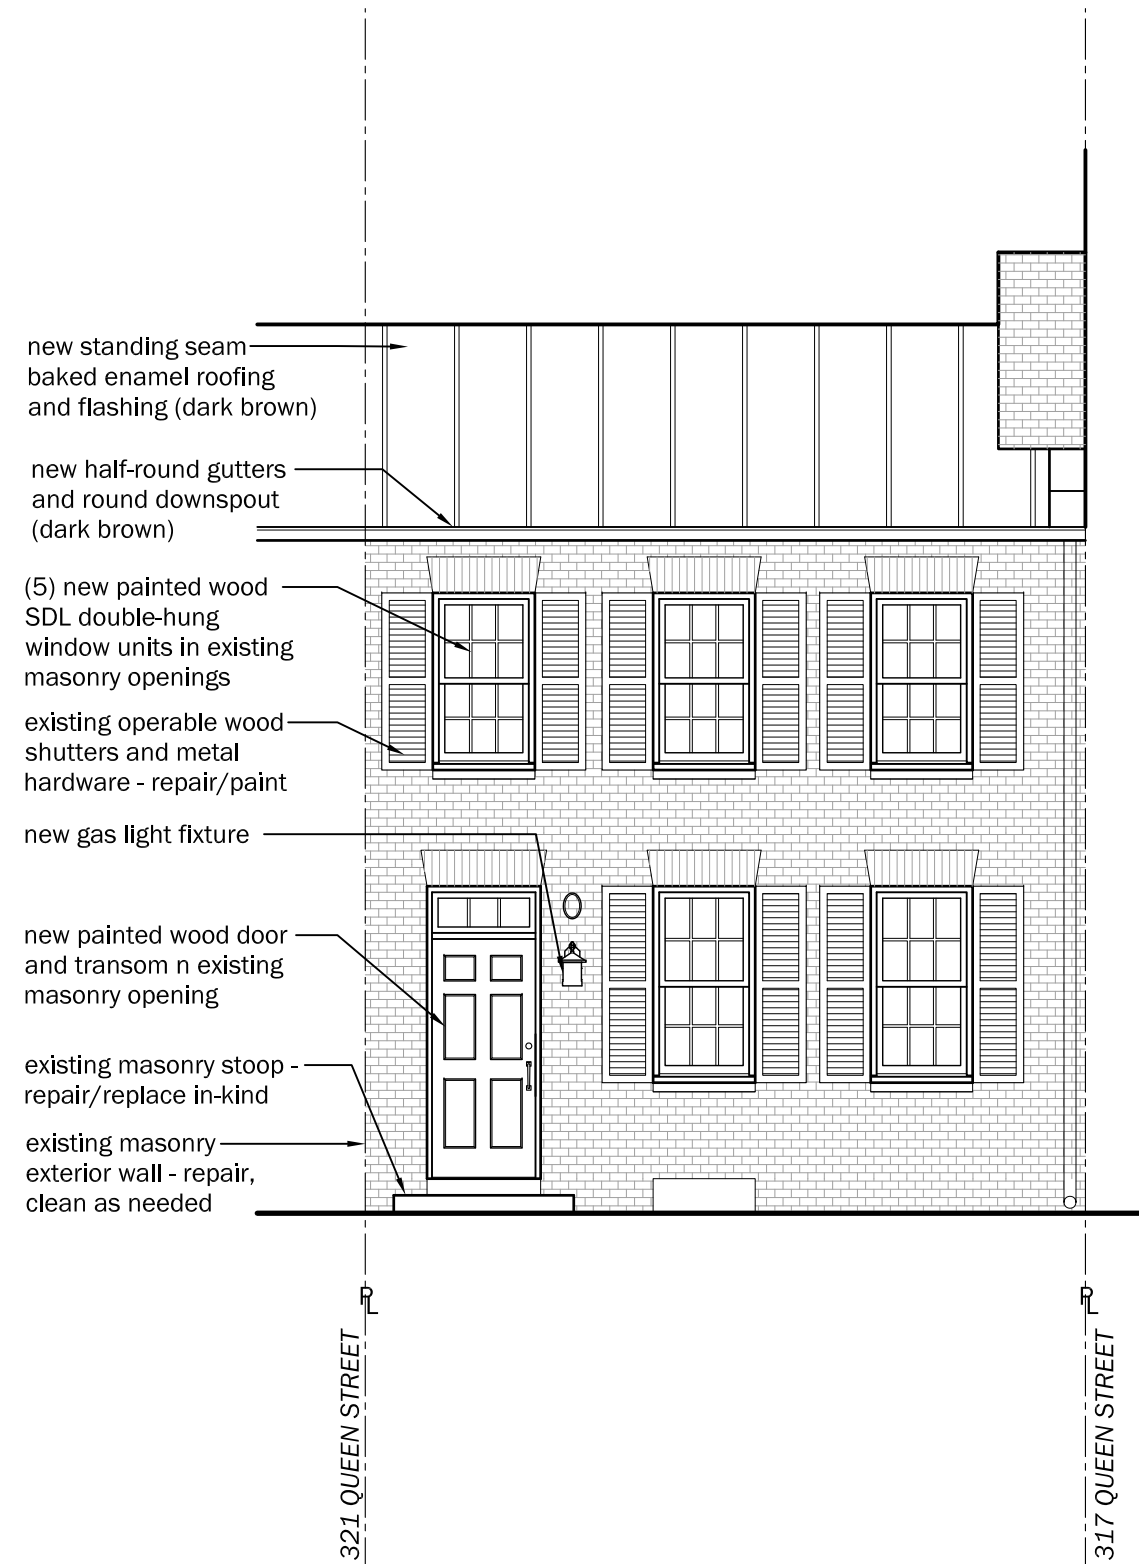 new standing seam
baked enamel roofing
and flashing (dark brown)
new half-round gutters
and round downspout
(dark brown)
(5) new painted wood
SDL double-hung
window units in existing
masonry openings
existing operable wood
shutters and metal
hardware - repair/paint
new gas light fixture
new painted wood door
and transom n existing
masonry opening
existing masonry stoop -
repair/replace in-kind
existing masonry
exterior wall - repair,
clean as needed
PL
PL
321 QUEEN STREET
317 QUEEN STREET